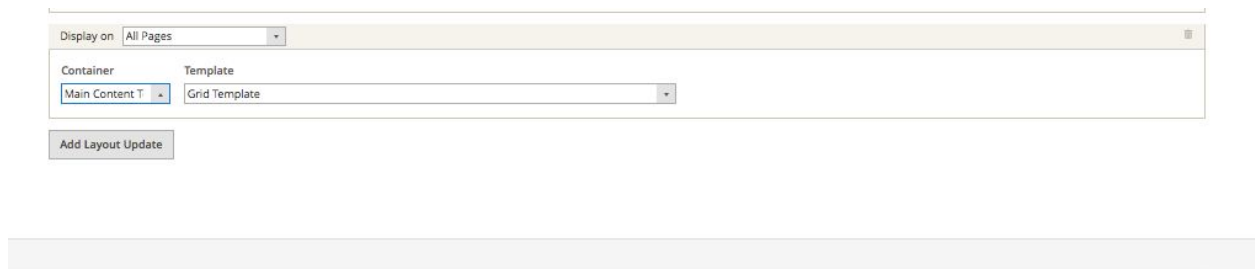 Display on All Pages
Container Template
Main Content T Grid Template
Add Layout Update